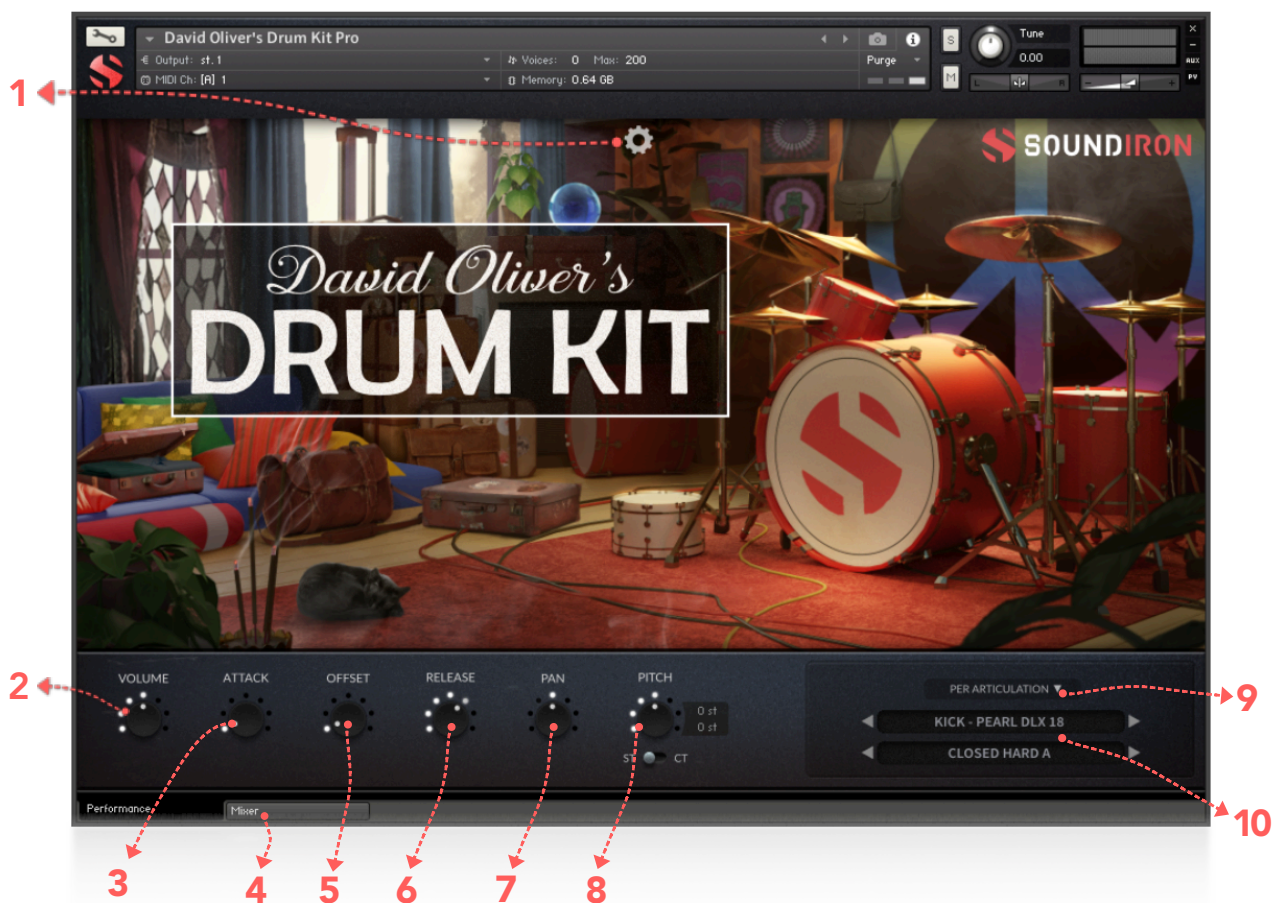 David Oliver's Drum Kit Pro
S
Tune
Output: st. 1
Voices: 0 Max: 200
Purge
0.00
AUX
MIDI Ch: [A] 1
Memory: 0.64 GB
M
L
R
PV
1
SOUNDIRON
David Oliver's
DRUM KIT
2
VOLUME
ATTACK
OFFSET
RELEASE
PAN
PITCH
0 st
0 st
ST
CT
PER ARTICULATION
KICK - PEARL DLX 18
CLOSED HARD A
9
10
Performance
Mixer
3
4
5
6
7
8